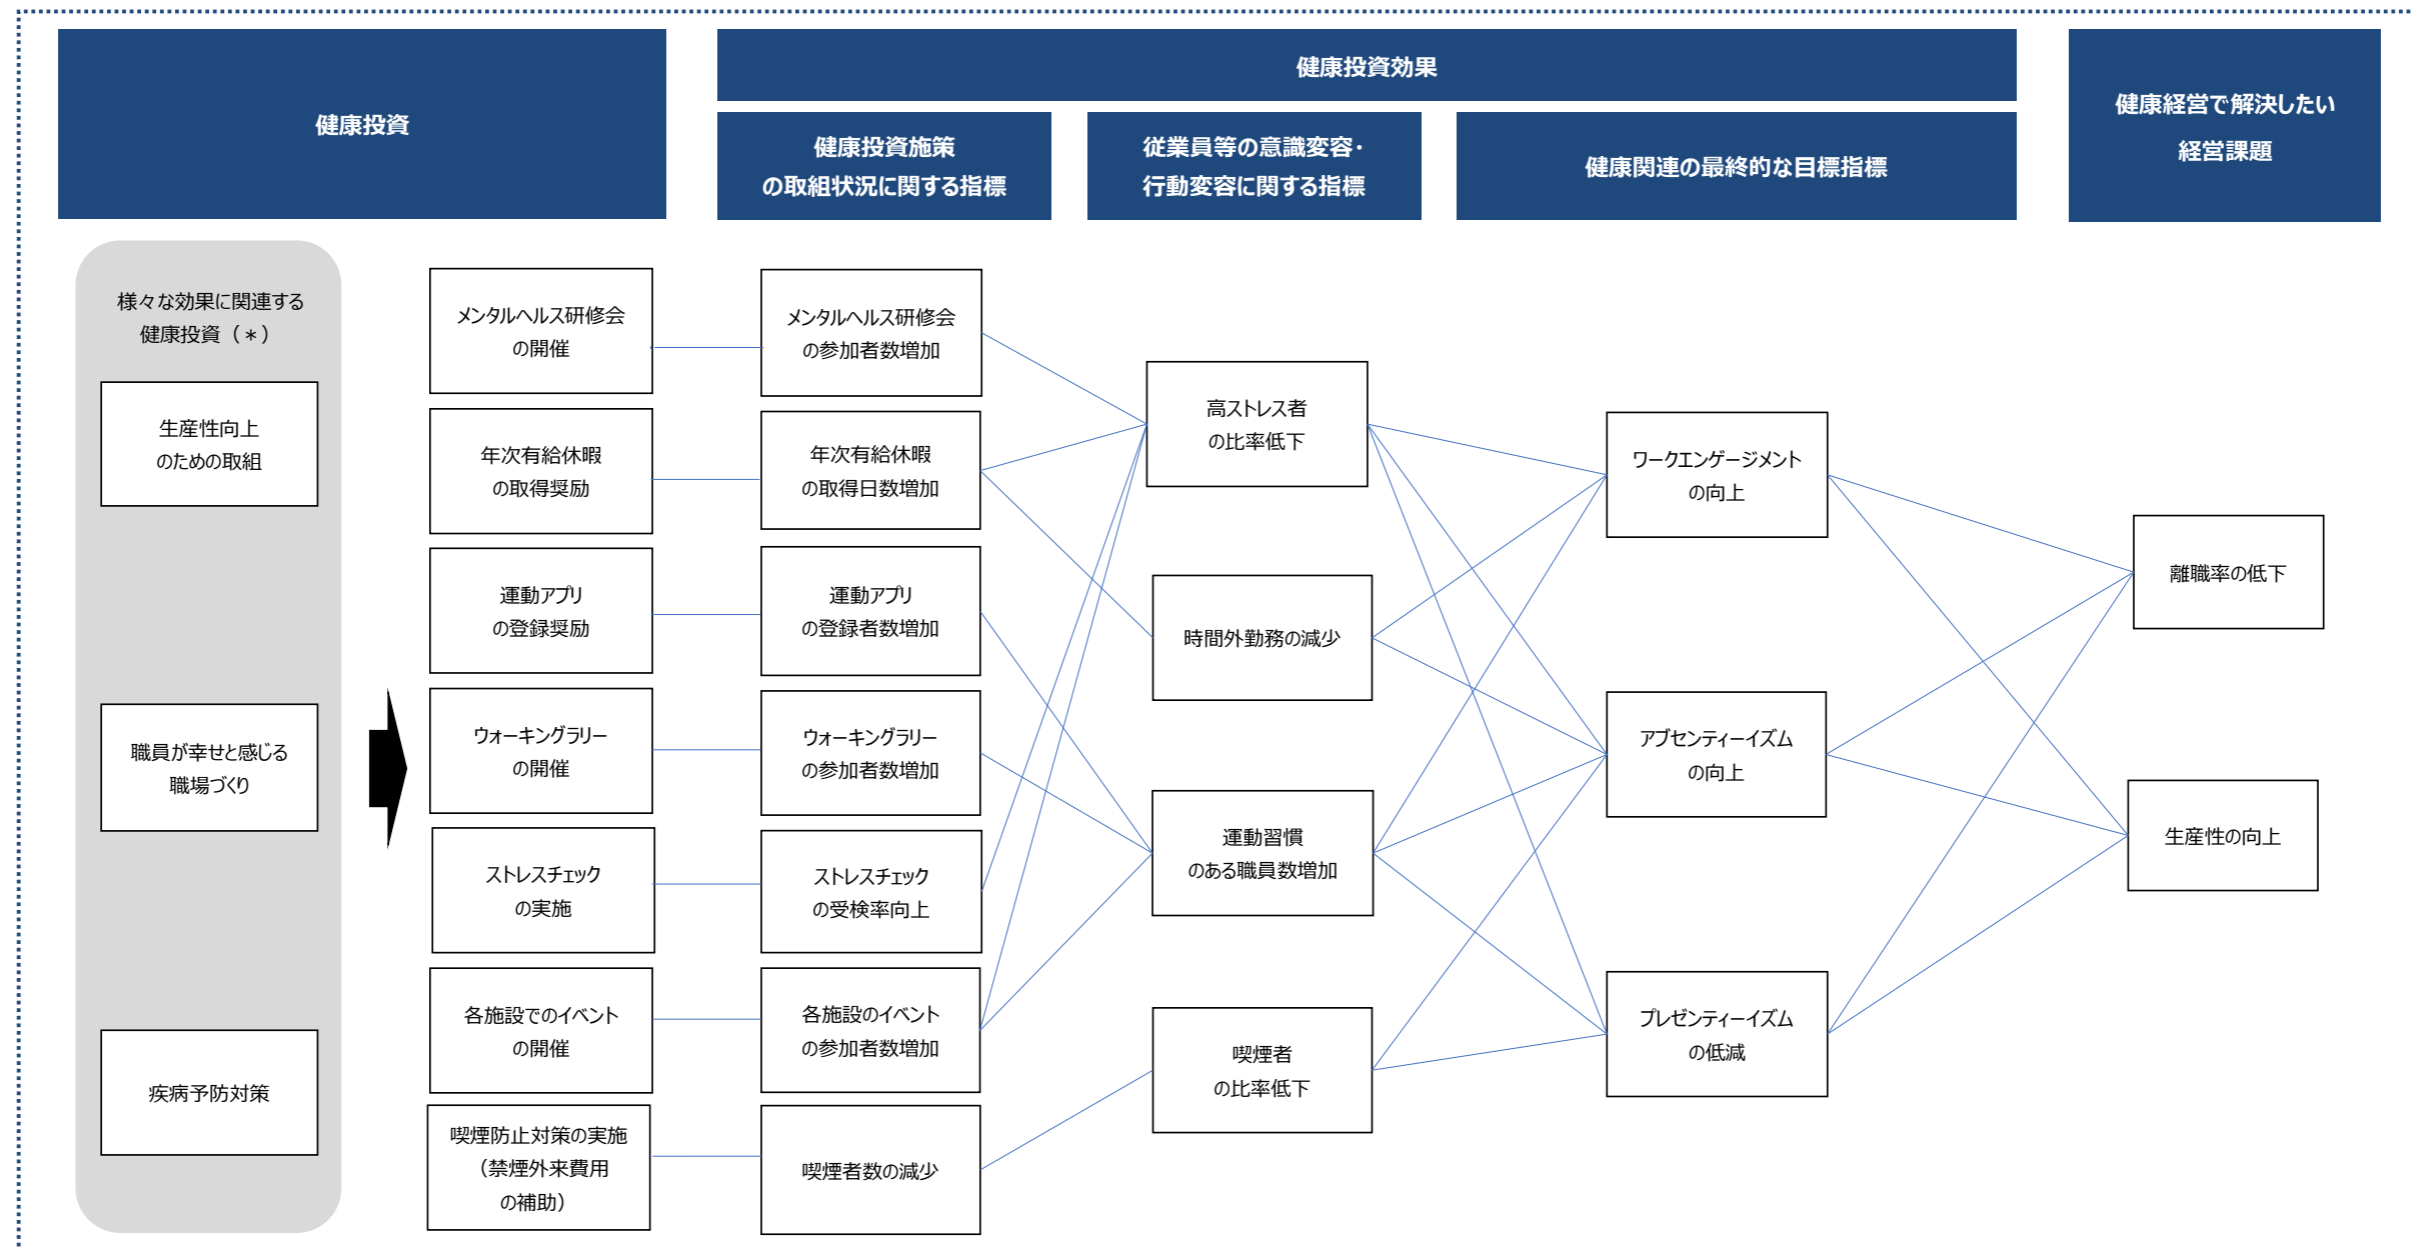 健康投資
健康投資効果
健康経営で解決したい
経営課題
健康投資施策
の取組状況に関する指標
従業員等の意識変容・
行動変容に関する指標
健康関連の最終的な目標指標
様々な効果に関連する
健康投資（＊）
生産性向上
のための取組
職員が幸せと感じる
職場づくり
疾病予防対策
メンタルヘルス研修会
の開催
年次有給休暇
の取得奨励
運動アプリ
の登録奨励
ウォーキングラリー
の開催
ストレスチェック
の実施
各施設でのイベント
の開催
喫煙防止対策の実施
（禁煙外来費用
の補助）
メンタルヘルス研修会
の参加者数増加
年次有給休暇
の取得日数増加
運動アプリ
の登録者数増加
ウォーキングラリー
の参加者数増加
ストレスチェック
の受検率向上
各施設のイベント
の参加者数増加
喫煙者数の減少
高ストレス者
の比率低下
時間外勤務の減少
運動習慣
のある職員数増加
喫煙者
の比率低下
ワークエンゲージメント
の向上
アブセンティーイズム
の向上
プレゼンティーイズム
の低減
離職率の低下
生産性の向上